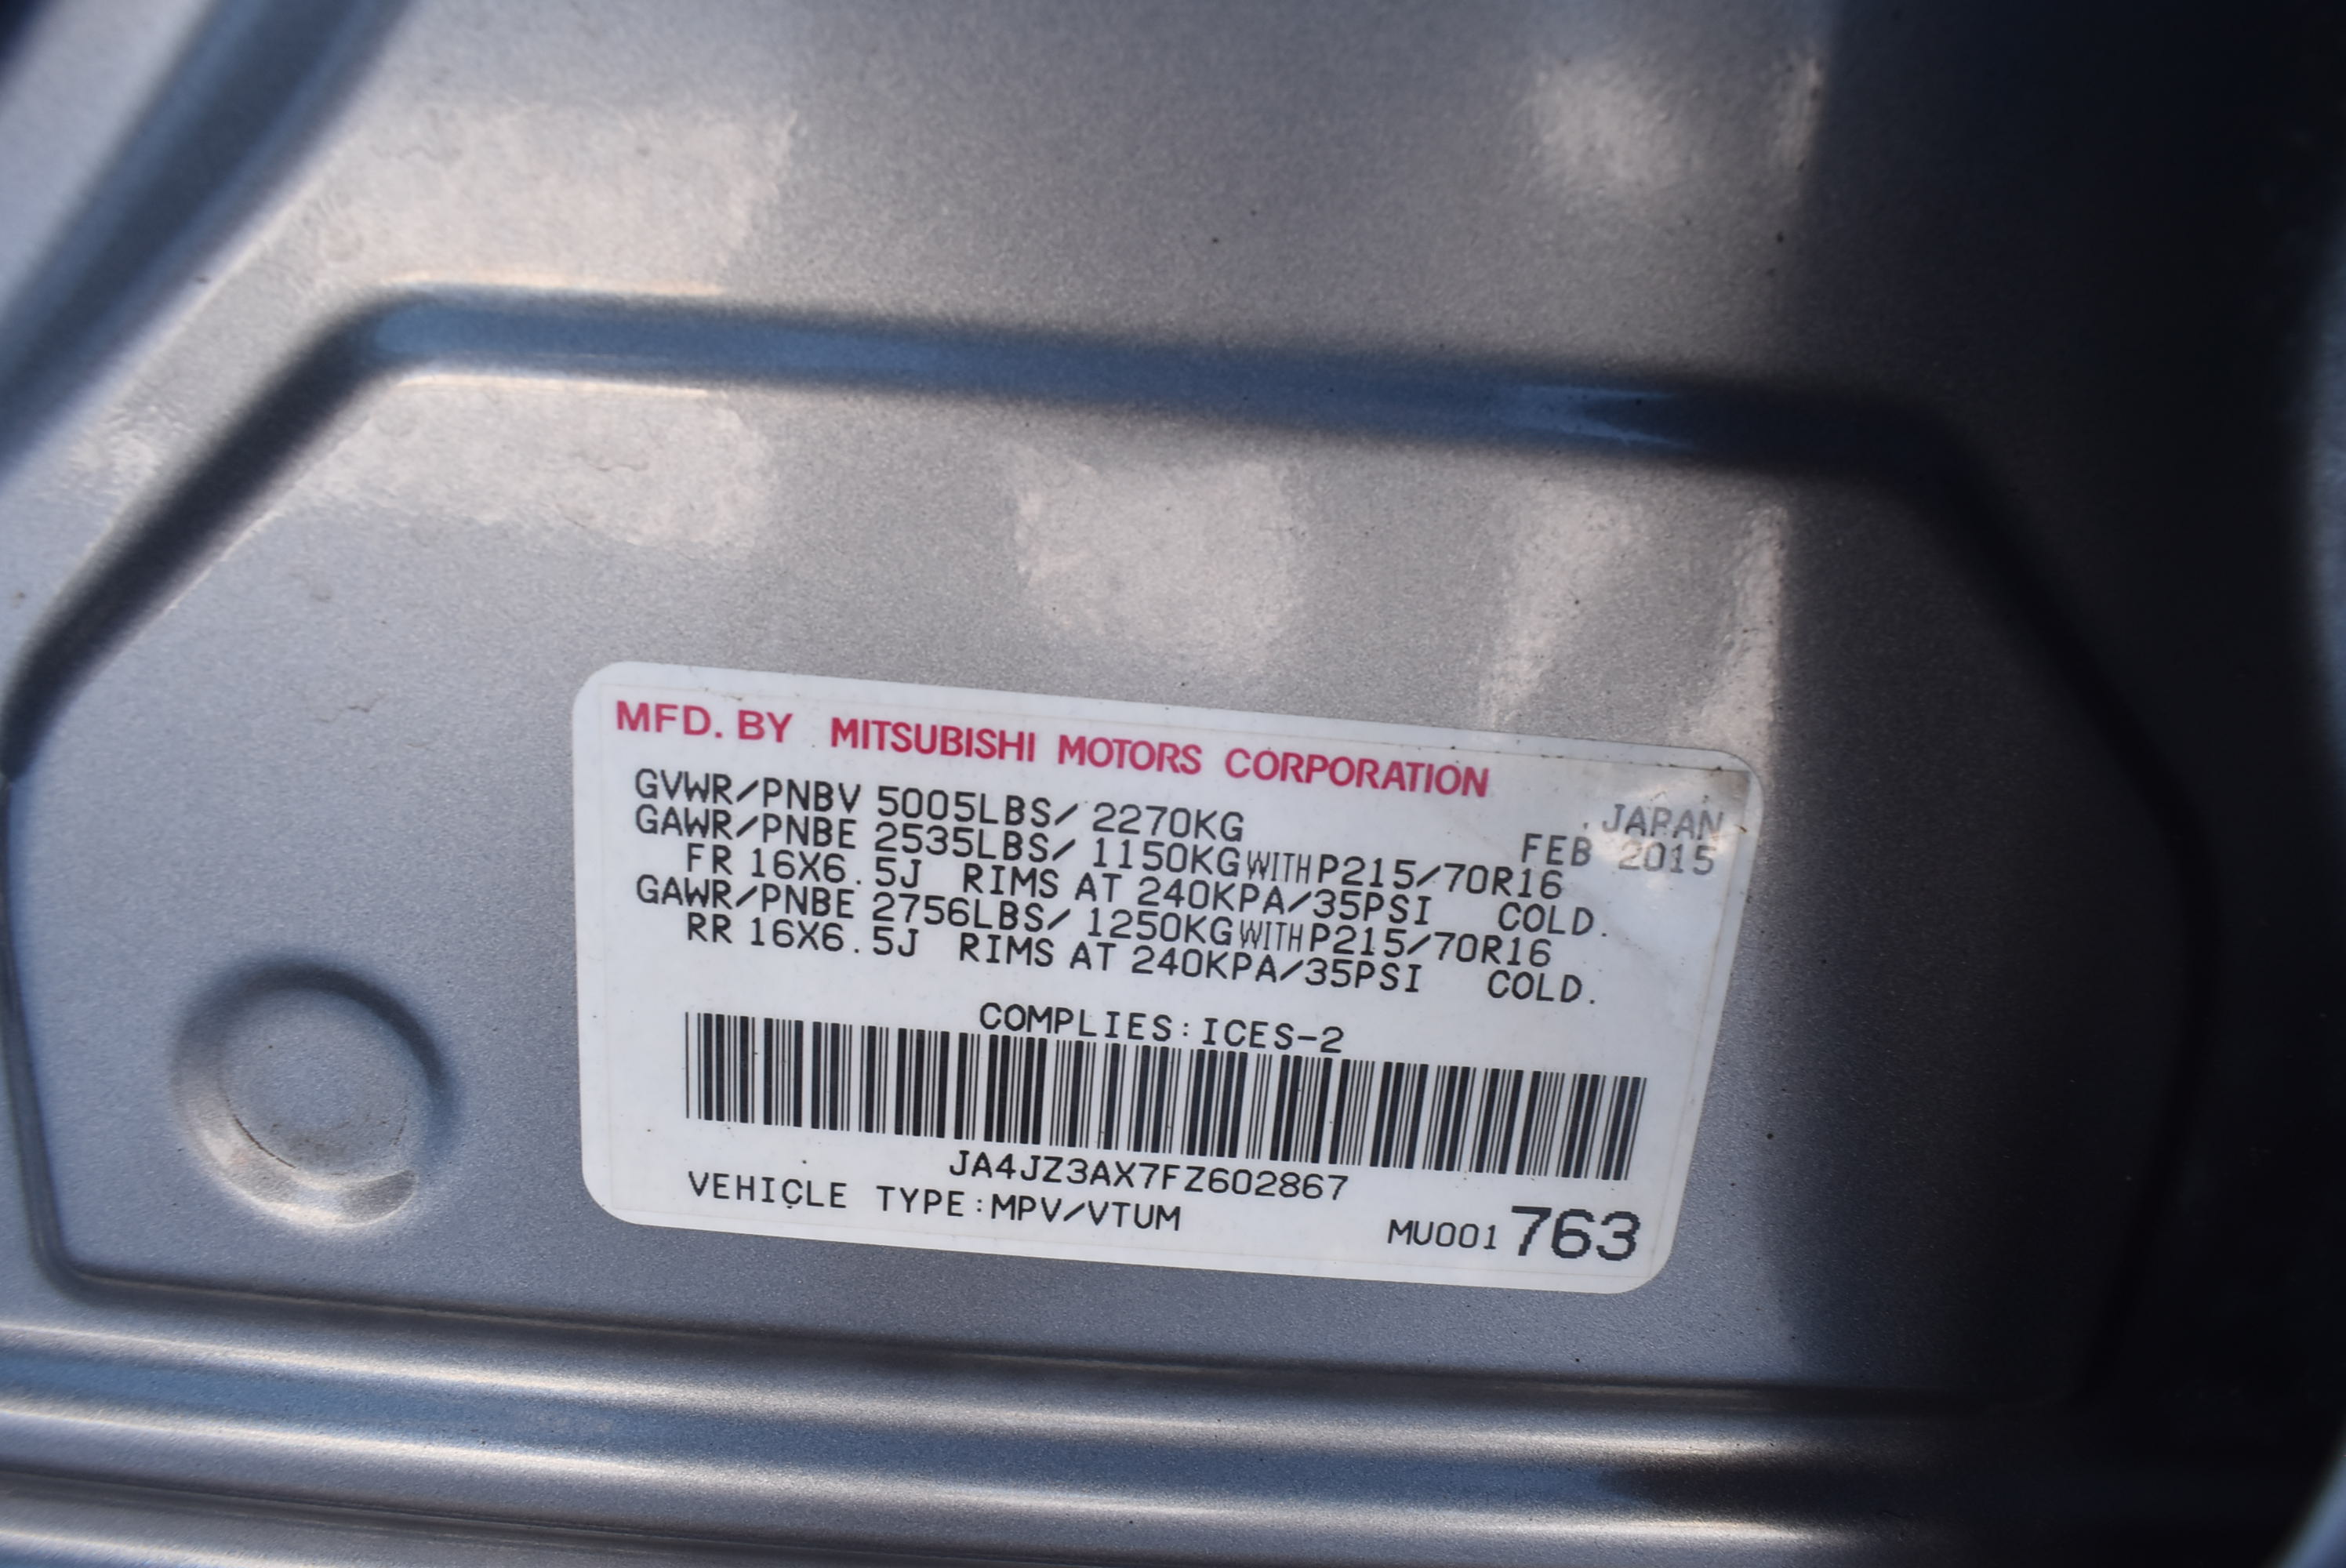 MFD. BY MITSUBISHI MOTORS CORPORATION
JAPAN
GVWR/PNBV 5005LBS/ 2270KG FEB 2015
GAWR/PNBE 2535LBS/ 1150KG WITH P215/70R16
FR 16X6.5J RIMS AT 240KPA/35PSI COLD.
GAWR/PNBE 2756LBS/ 1250KG WITH P215/70R16
RR 16X6.5J RIMS AT 240KPA/35PSI COLD.
COMPLIES:ICES-2
JA4JZ3AX7FZ602867
VEHICLE TYPE:MPV/VTUM
MU001 763